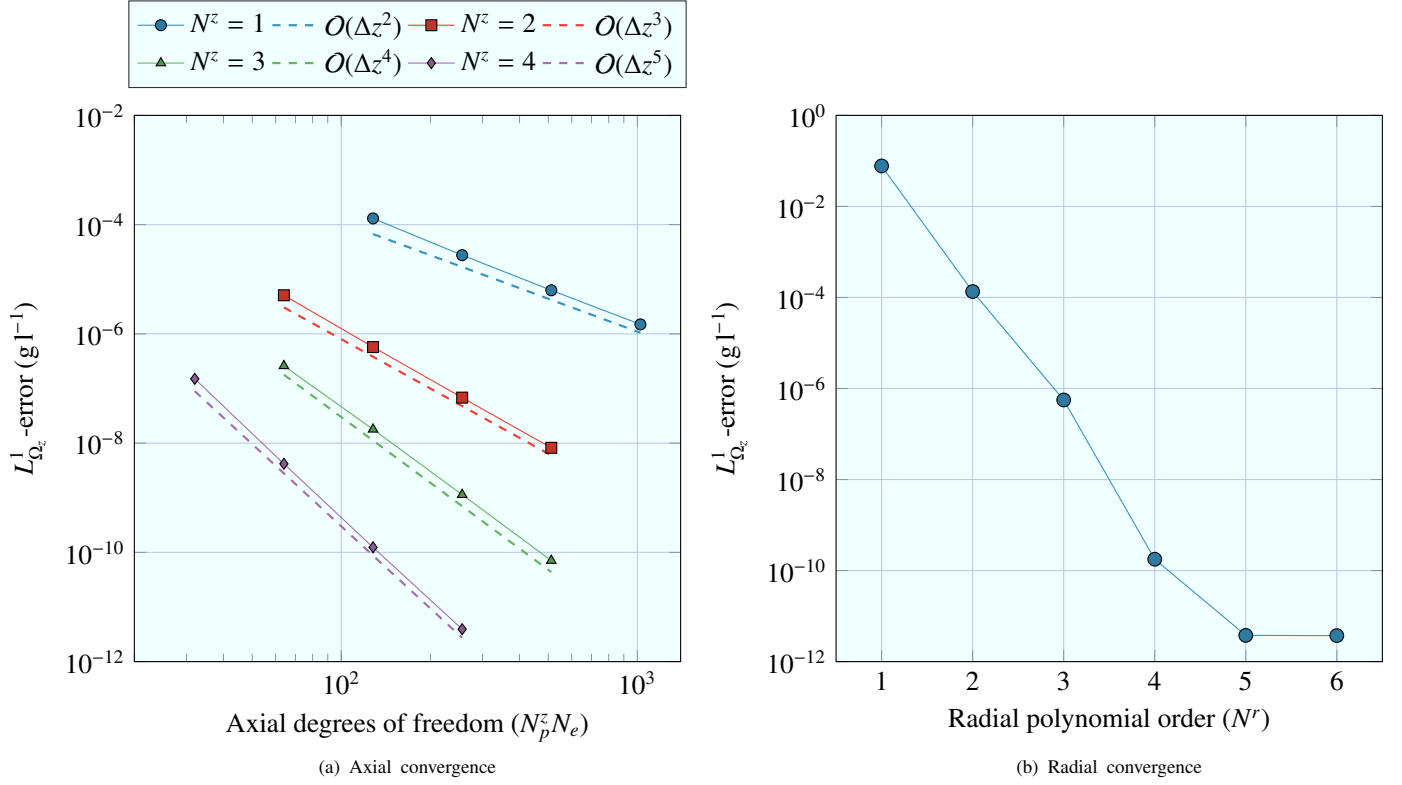 N^z = 1 O(Δz^2) N^z = 2 O(Δz^3)
N^z = 3 O(Δz^4) N^z = 4 O(Δz^5)
10^−2
10^−4
10^−6
10^−8
10^−10
10^−12
L^1_{Ω_z}-error (g l^−1)
10^2 10^3
Axial degrees of freedom (N^z_p N_e)
(a) Axial convergence
10^0
10^−2
10^−4
10^−6
10^−8
10^−10
10^−12
L^1_{Ω_z}-error (g l^−1)
1 2 3 4 5 6
Radial polynomial order (N^r)
(b) Radial convergence